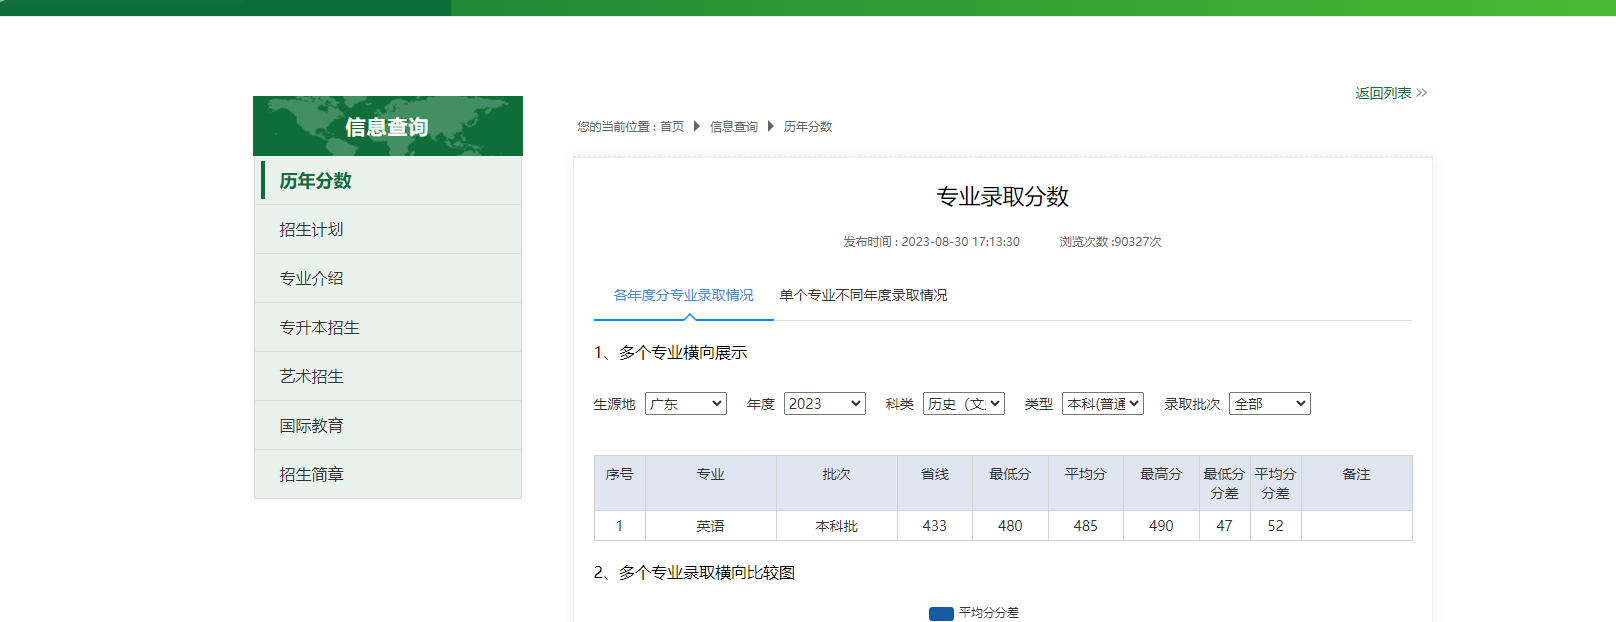 返回列表 >>
信息查询
您的当前位置 : 首页 信息查询 历年分数
历年分数
招生计划
专业介绍
专升本招生
艺术招生
国际教育
招生简章
专业录取分数
发布时间 : 2023-08-30 17:13:30 浏览次数 :90327次
各年度分专业录取情况 单个专业不同年度录取情况
1、多个专业横向展示
生源地 广东 年度 2023 科类 历史（文 类型 本科(普通 录取批次 全部
序号 专业 批次 省线 最低分 平均分 最高分 最低分分差 平均分分差 备注
1 英语 本科批 433 480 485 490 47 52
2、多个专业录取横向比较图
平均分分差